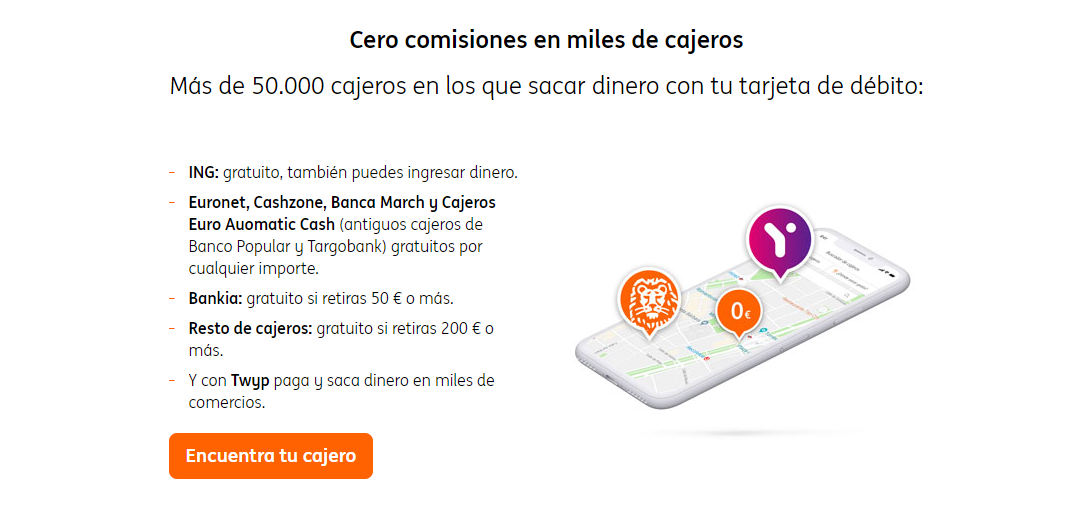 Cero comisiones en miles de cajeros
Más de 50.000 cajeros en los que sacar dinero con tu tarjeta de débito:
- ING: gratuito, también puedes ingresar dinero.
- Euronet, Cashzone, Banca March y Cajeros
Euro Auomatic Cash (antiguos cajeros de
Banco Popular y Targobank) gratuitos por
cualquier importe.
- Bankia: gratuito si retiras 50 € o más.
- Resto de cajeros: gratuito si retiras 200 € o
más.
- Y con Twyp paga y saca dinero en miles de
comercios.
Encuentra tu cajero
0€